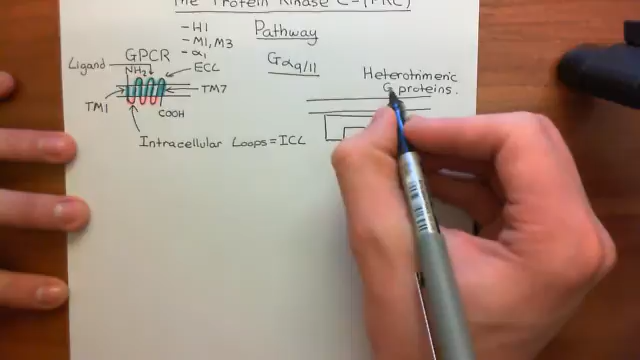 The Protein Kinase C-(PKC)
Pathway
- H1
- M1, M3
- α1
GPCR
Gαq/11
Ligand
NH2
ECL
TM7
TM1
COOH
Intracellular Loops = ICL
Heterotrimeric
G proteins.